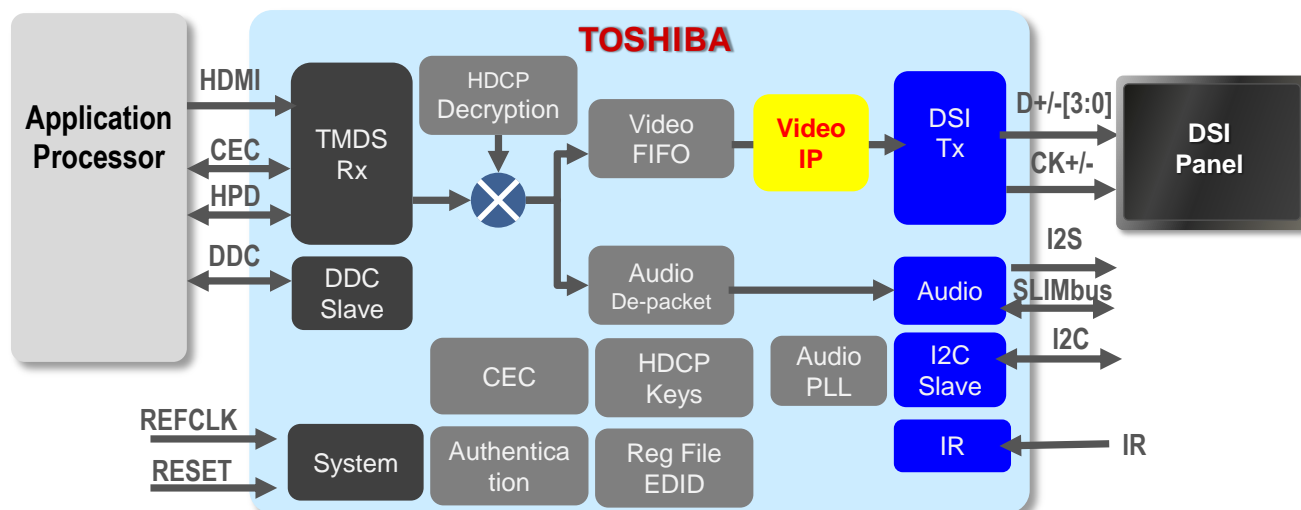 TOSHIBA
Application
Processor
HDMI
CEC
HPD
DDC
TMDS
Rx
DDC
Slave
HDCP
Decryption
Video
FIFO
Video
IP
DSI
Tx
D+/-[3:0]
CK+/-
DSI
Panel
Audio
De-packet
Audio
I2S
SLIMbus
I2C
CEC
HDCP
Keys
Audio
PLL
I2C
Slave
REFCLK
RESET
System
Authentica
tion
Reg File
EDID
IR
IR